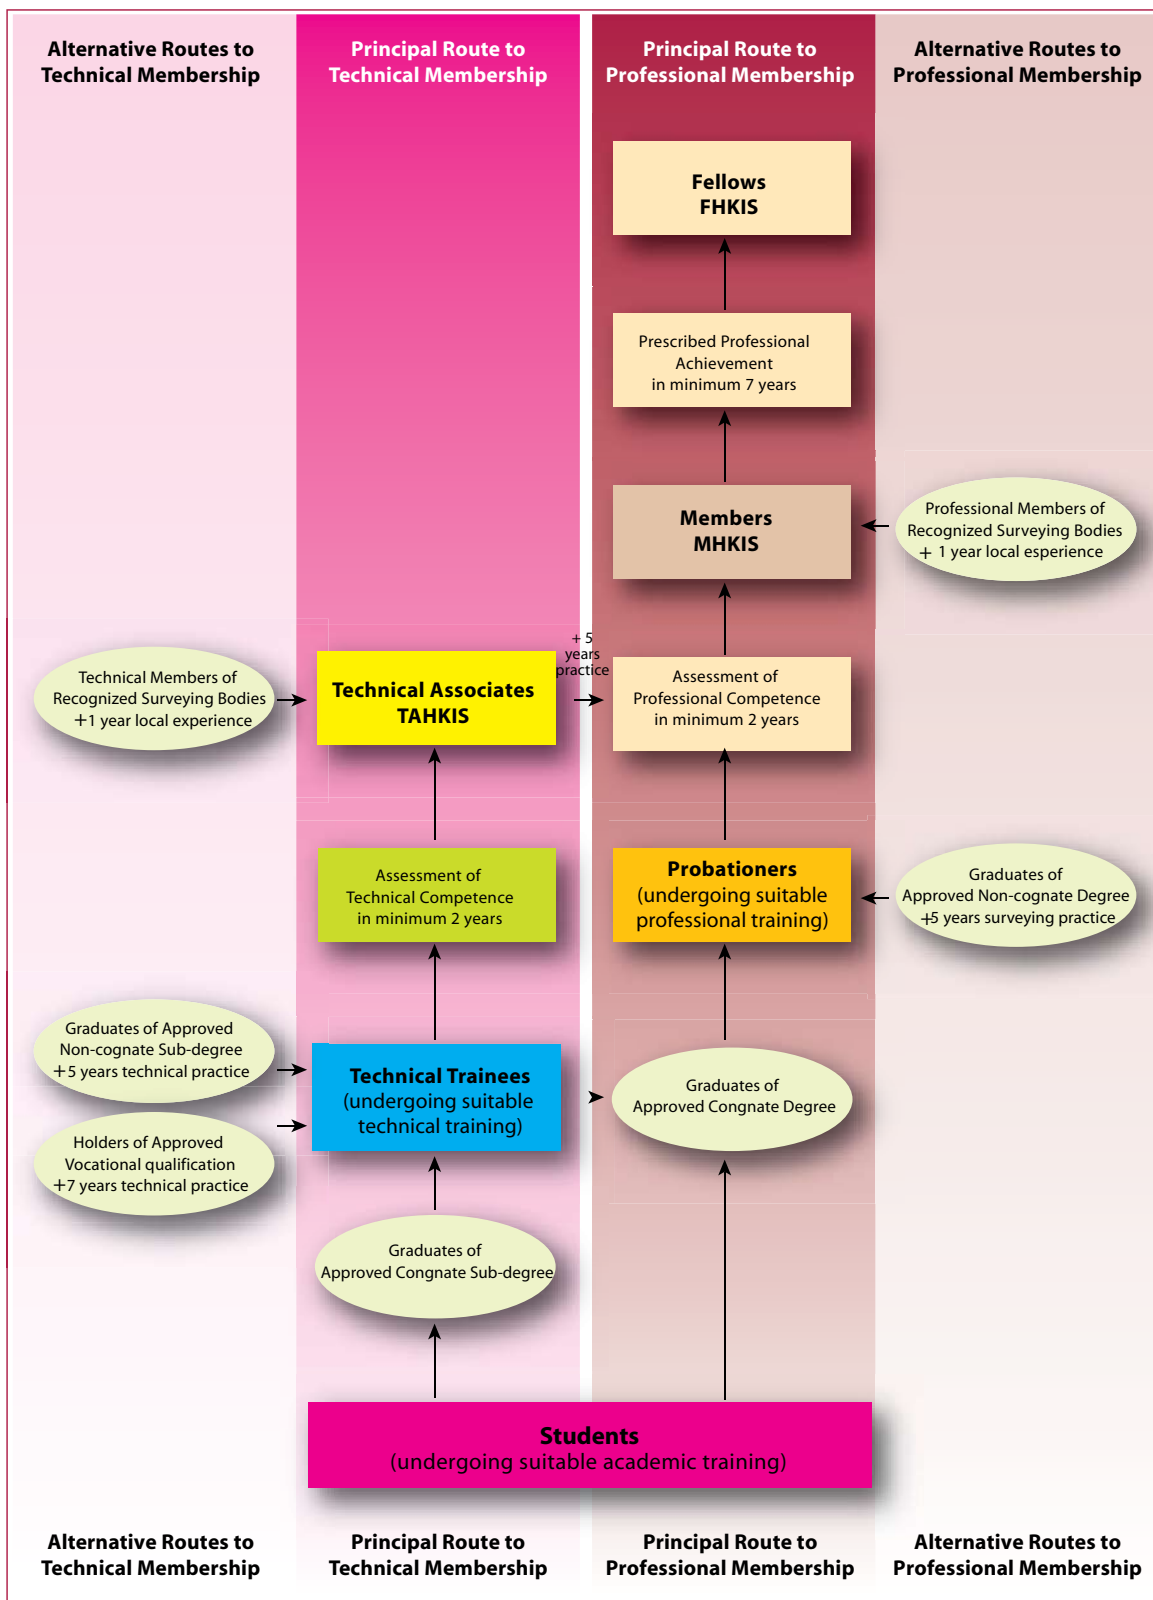 Alternative Routes to
Technical Membership
Principal Route to
Technical Membership
Principal Route to
Professional Membership
Alternative Routes to
Professional Membership
Fellows
FHKIS
Prescribed Professional
Achievement
in minimum 7 years
Members
MHKIS
Professional Members of
Recognized Surveying Bodies
+ 1 year local esperience
Technical Members of
Recognized Surveying Bodies
+1 year local experience
Technical Associates
TAHKIS
+ 5
years
practice
Assessment of
Professional Competence
in minimum 2 years
Assessment of
Technical Competence
in minimum 2 years
Probationers
(undergoing suitable
professional training)
Graduates of
Approved Non-cognate Degree
+5 years surveying practice
Graduates of Approved
Non-cognate Sub-degree
+5 years technical practice
Holders of Approved
Vocational qualification
+7 years technical practice
Technical Trainees
(undergoing suitable
technical training)
Graduates of
Approved Congnate Degree
Graduates of
Approved Congnate Sub-degree
Students
(undergoing suitable academic training)
Alternative Routes to
Technical Membership
Principal Route to
Technical Membership
Principal Route to
Professional Membership
Alternative Routes to
Professional Membership